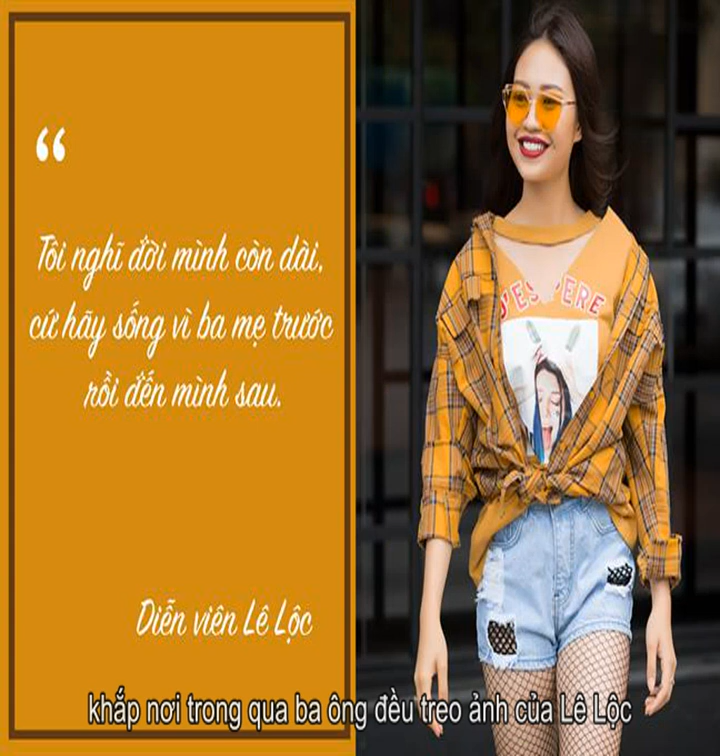 “
Tôi nghĩ đời mình còn dài,
cứ hãy sống vì ba mẹ trước
rồi đến mình sau.
Diễn viên Lê Lộc
khắp nơi trong qua ba ông đều treo ảnh của Lê Lộc